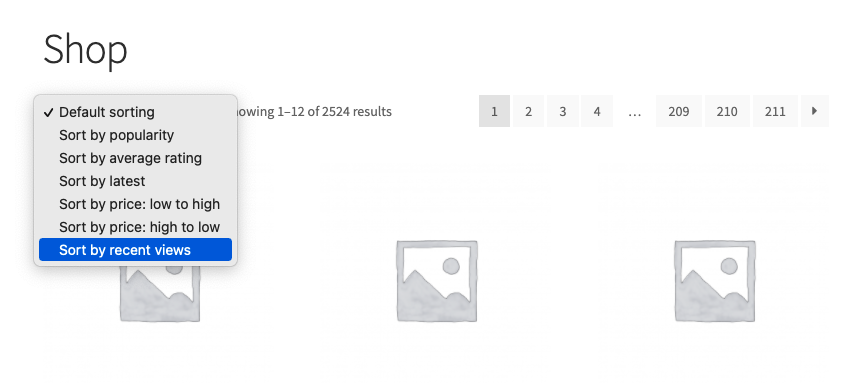 Shop
✓ Default sorting
Sort by popularity
Sort by average rating
Sort by latest
Sort by price: low to high
Sort by price: high to low
Sort by recent views
1–12 of 2524 results
1 2 3 4 … 209 210 211